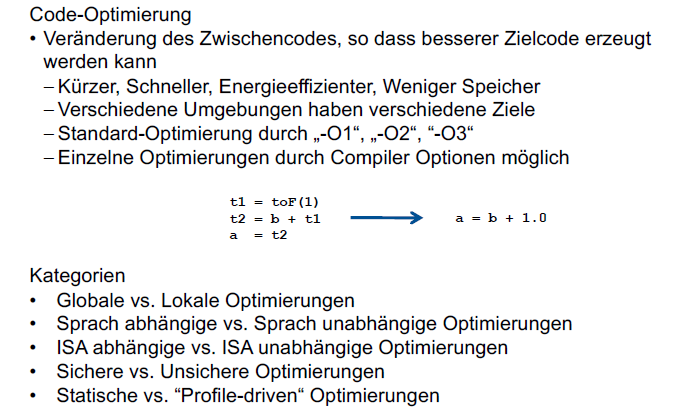 Code-Optimierung
• Veränderung des Zwischencodes, so dass besserer Zielcode erzeugt
werden kann
– Kürzer, Schneller, Energieeffizienter, Weniger Speicher
– Verschiedene Umgebungen haben verschiedene Ziele
– Standard-Optimierung durch „-O1“, „-O2“, “-O3“
– Einzelne Optimierungen durch Compiler Optionen möglich
t1 = toF(1)
t2 = b + t1
a = t2
a = b + 1.0
Kategorien
• Globale vs. Lokale Optimierungen
• Sprach abhängige vs. Sprach unabhängige Optimierungen
• ISA abhängige vs. ISA unabhängige Optimierungen
• Sichere vs. Unsichere Optimierungen
• Statische vs. “Profile-driven“ Optimierungen